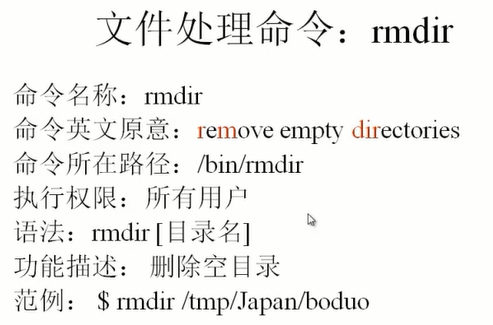 文件处理命令：rmdir
命令名称：rmdir
命令英文原意：remove empty directories
命令所在路径：/bin/rmdir
执行权限：所有用户
语法：rmdir [目录名]
功能描述： 删除空目录
范例： $ rmdir /tmp/Japan/boduo